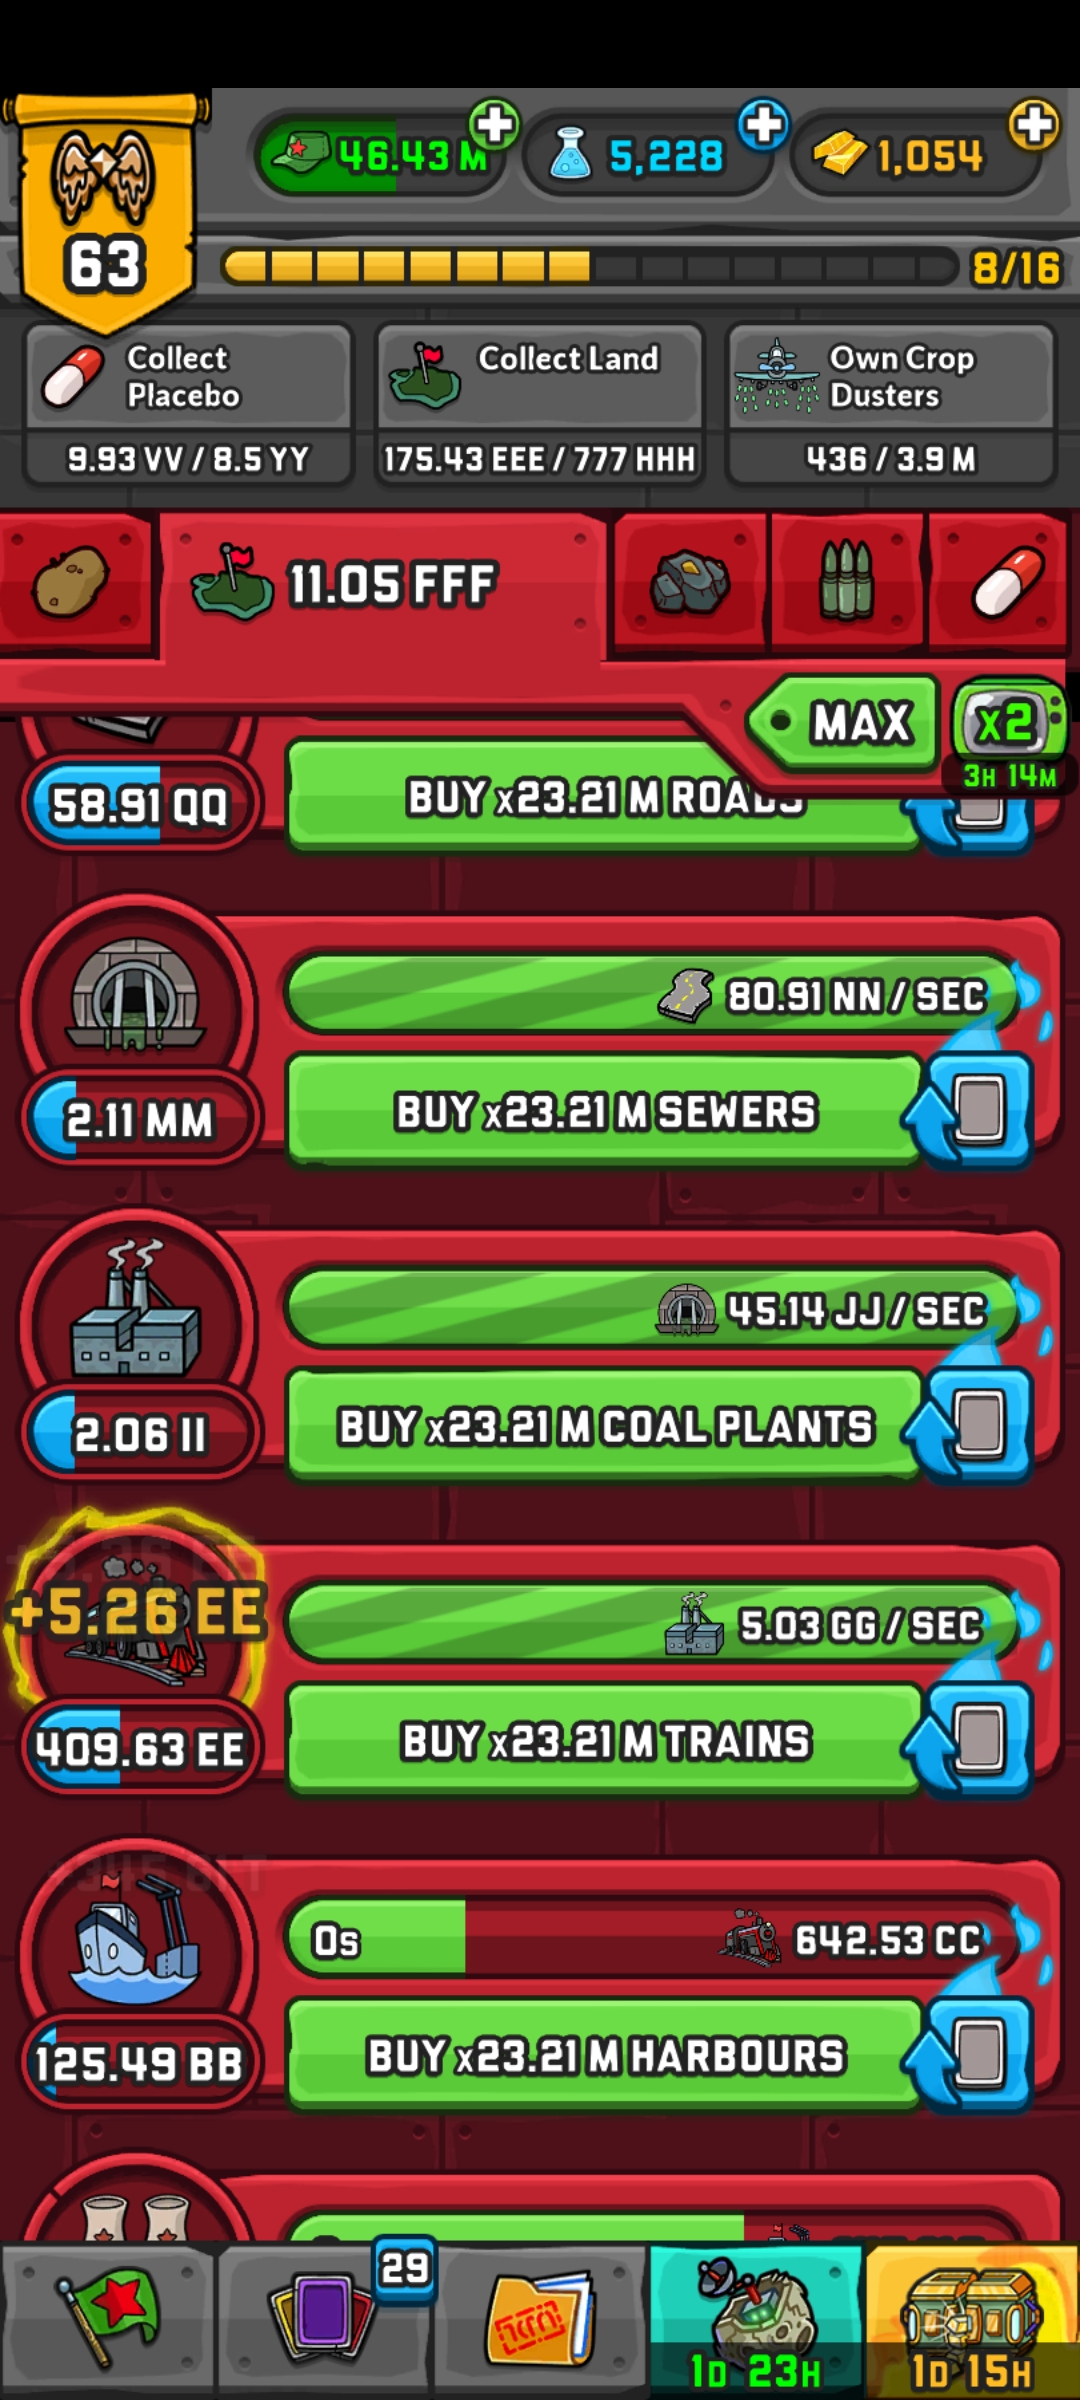 46.43 M
5,228
1,054
63
8/16
Collect
Placebo
9.93 VV / 8.5 YY
Collect Land
175.43 EEE / 777 HHH
Own Crop
Dusters
436 / 3.9 M
11.05 FFF
MAX
x2
3H 14M
58.91 QQ
BUY x23.21 M ROADS
80.91 NN / SEC
2.11 MM
BUY x23.21 M SEWERS
45.14 JJ / SEC
2.06 II
BUY x23.21 M COAL PLANTS
+5.26 EE
5.03 GG / SEC
409.63 EE
BUY x23.21 M TRAINS
0s
642.53 CC
125.49 BB
BUY x23.21 M HARBOURS
29
1D 23H
1D 15H